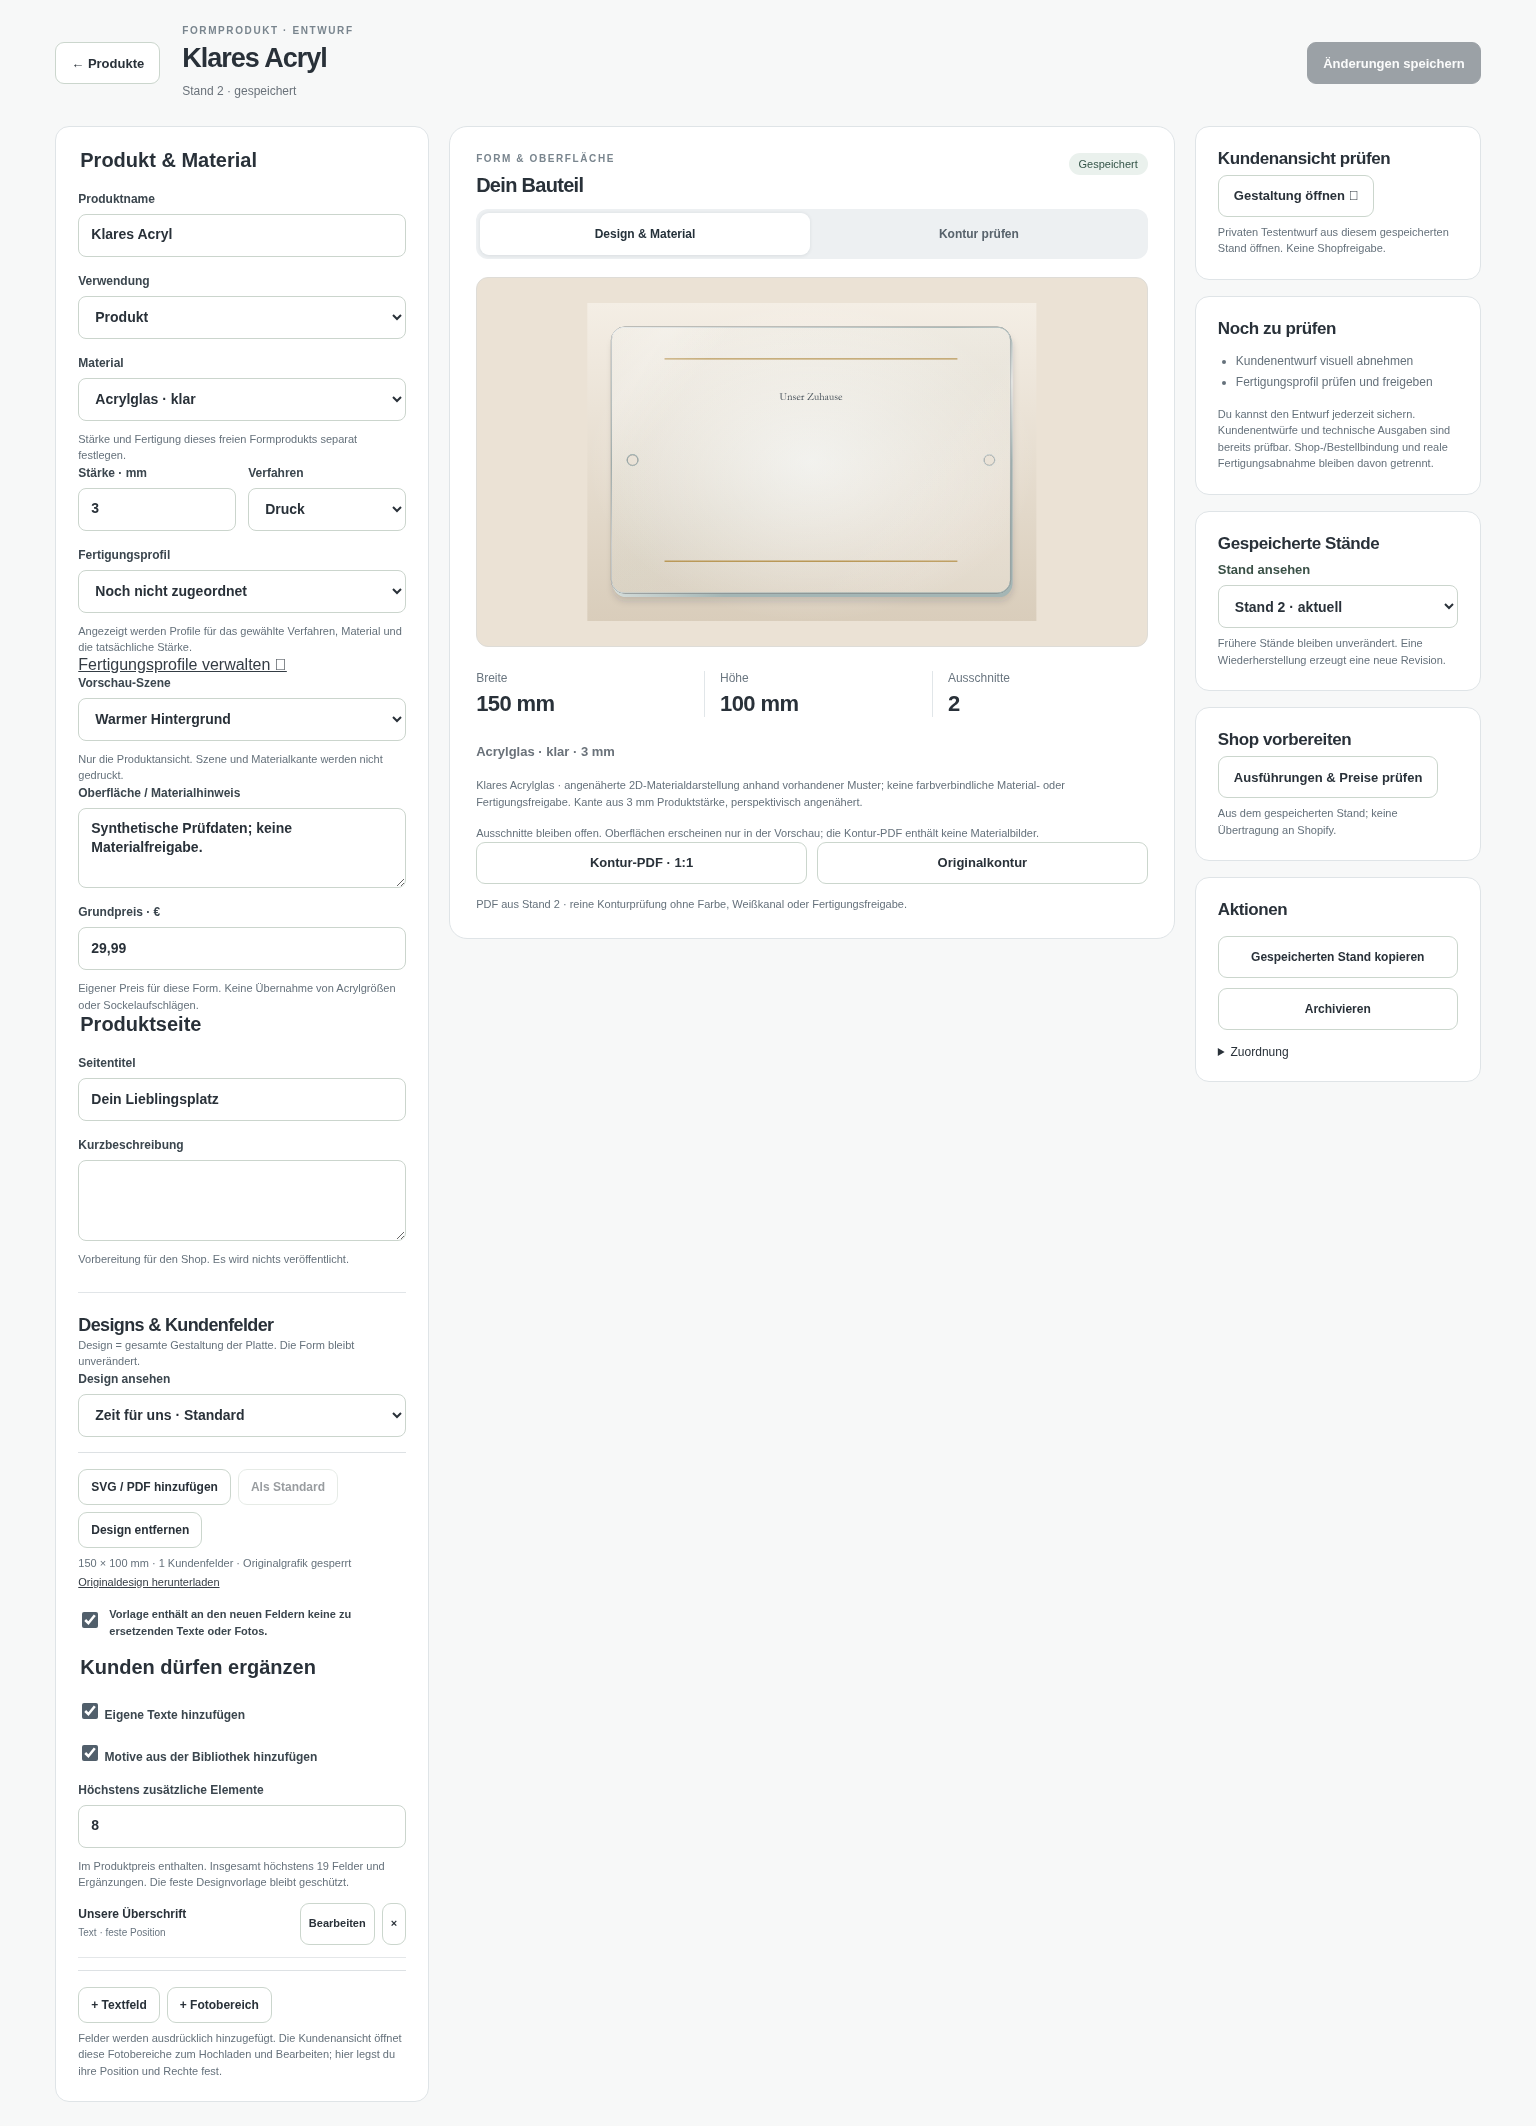 ← Produkte
FORMPRODUKT · ENTWURF
Klares Acryl
Stand 2 · gespeichert
Änderungen speichern
Produkt & Material
Produktname
Klares Acryl
Verwendung
Produkt
Material
Acrylglas · klar
Stärke und Fertigung dieses freien Formprodukts separat
festlegen.
Stärke · mm
Verfahren
3
Druck
Fertigungsprofil
Noch nicht zugeordnet
Angezeigt werden Profile für das gewählte Verfahren, Material und
die tatsächliche Stärke.
Fertigungsprofile verwalten
Vorschau-Szene
Warmer Hintergrund
Nur die Produktansicht. Szene und Materialkante werden nicht
gedruckt.
Oberfläche / Materialhinweis
Synthetische Prüfdaten; keine
Materialfreigabe.
Grundpreis · €
29,99
Eigener Preis für diese Form. Keine Übernahme von Acrylgrößen
oder Sockelaufschlägen.
Produktseite
Seitentitel
Dein Lieblingsplatz
Kurzbeschreibung
Vorbereitung für den Shop. Es wird nichts veröffentlicht.
Designs & Kundenfelder
Design = gesamte Gestaltung der Platte. Die Form bleibt
unverändert.
Design ansehen
Zeit für uns · Standard
SVG / PDF hinzufügen
Als Standard
Design entfernen
150 × 100 mm · 1 Kundenfelder · Originalgrafik gesperrt
Originaldesign herunterladen
Vorlage enthält an den neuen Feldern keine zu
ersetzenden Texte oder Fotos.
Kunden dürfen ergänzen
Eigene Texte hinzufügen
Motive aus der Bibliothek hinzufügen
Höchstens zusätzliche Elemente
8
Im Produktpreis enthalten. Insgesamt höchstens 19 Felder und
Ergänzungen. Die feste Designvorlage bleibt geschützt.
Unsere Überschrift
Text · feste Position
Bearbeiten
×
+ Textfeld
+ Fotobereich
Felder werden ausdrücklich hinzugefügt. Die Kundenansicht öffnet
diese Fotobereiche zum Hochladen und Bearbeiten; hier legst du
ihre Position und Rechte fest.
FORM & OBERFLÄCHE
Dein Bauteil
Gespeichert
Design & Material
Kontur prüfen
Unser Zuhause
Breite
150 mm
Höhe
100 mm
Ausschnitte
2
Acrylglas · klar · 3 mm
Klares Acrylglas · angenäherte 2D-Materialdarstellung anhand vorhandener Muster; keine farbverbindliche Material- oder
Fertigungsfreigabe. Kante aus 3 mm Produktstärke, perspektivisch angenähert.
Ausschnitte bleiben offen. Oberflächen erscheinen nur in der Vorschau; die Kontur-PDF enthält keine Materialbilder.
Kontur-PDF · 1:1
Originalkontur
PDF aus Stand 2 · reine Konturprüfung ohne Farbe, Weißkanal oder Fertigungsfreigabe.
Kundenansicht prüfen
Gestaltung öffnen
Privaten Testentwurf aus diesem gespeicherten
Stand öffnen. Keine Shopfreigabe.
Noch zu prüfen
• Kundenentwurf visuell abnehmen
• Fertigungsprofil prüfen und freigeben
Du kannst den Entwurf jederzeit sichern.
Kundenentwürfe und technische Ausgaben sind
bereits prüfbar. Shop-/Bestellbindung und reale
Fertigungsabnahme bleiben davon getrennt.
Gespeicherte Stände
Stand ansehen
Stand 2 · aktuell
Frühere Stände bleiben unverändert. Eine
Wiederherstellung erzeugt eine neue Revision.
Shop vorbereiten
Ausführungen & Preise prüfen
Aus dem gespeicherten Stand; keine
Übertragung an Shopify.
Aktionen
Gespeicherten Stand kopieren
Archivieren
Zuordnung